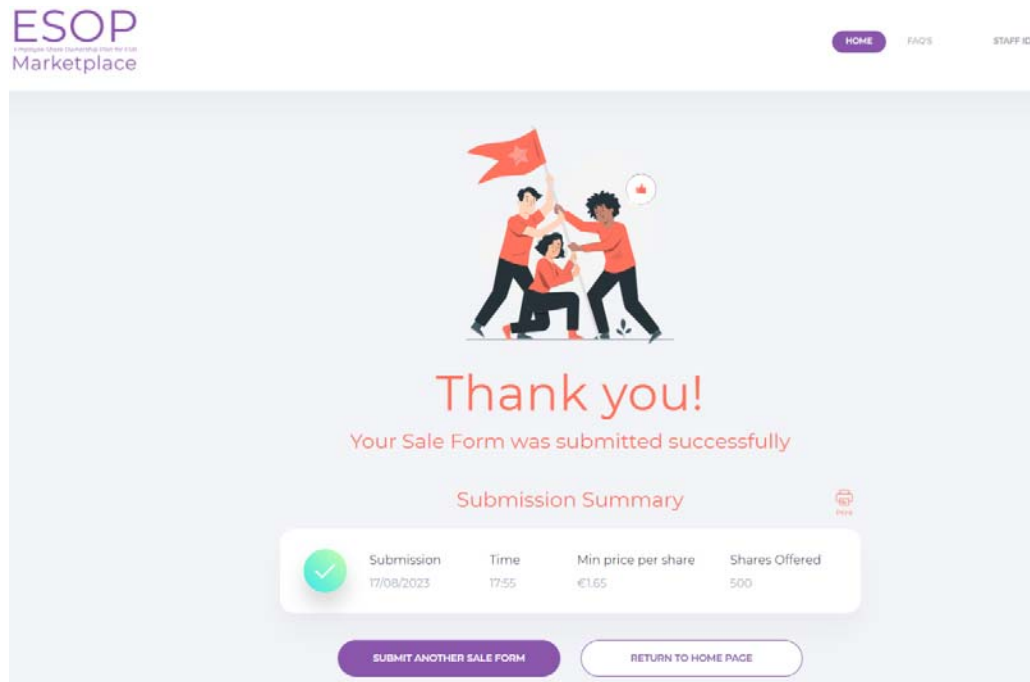 ESOP
Marketplace
HOME FAQ'S STAFF ID
Thank you!
Your Sale Form was submitted successfully
Submission Summary
Print
Submission Time Min price per share Shares Offered
17/08/2023 17:55 €1.65 500
SUBMIT ANOTHER SALE FORM RETURN TO HOME PAGE